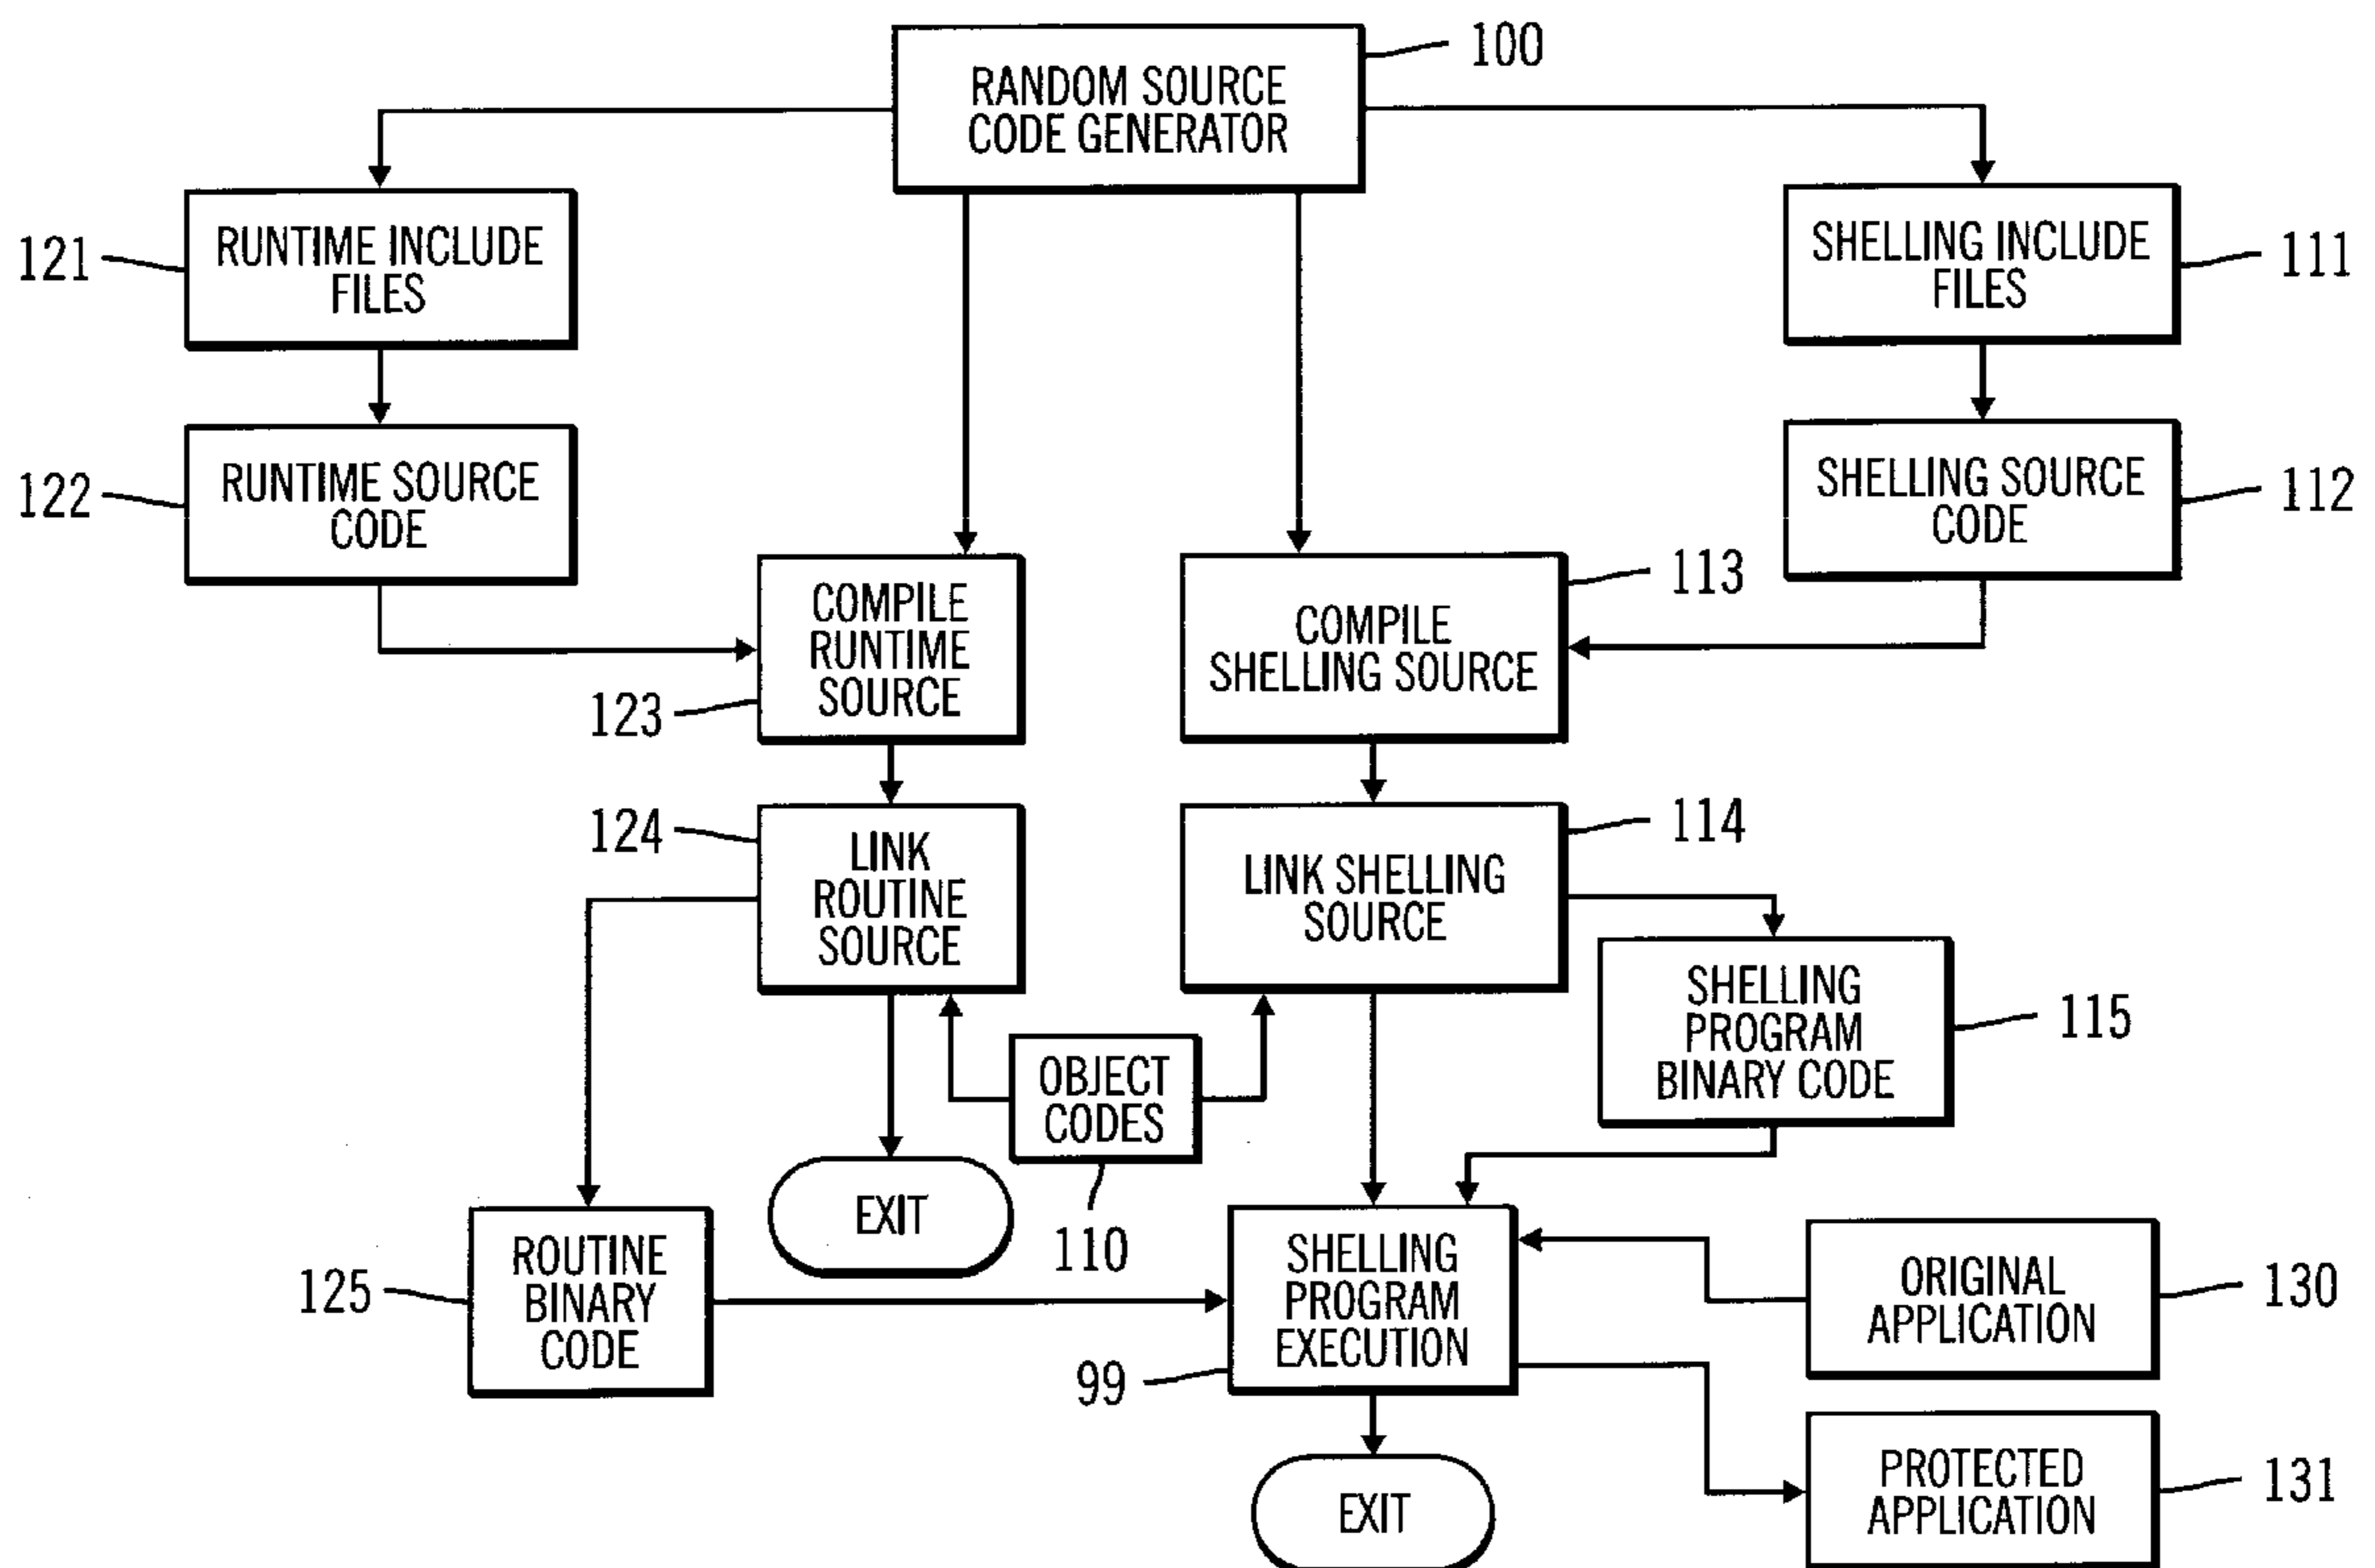 100
RANDOM SOURCE
CODE GENERATOR
121
RUNTIME INCLUDE
FILES
SHELLING INCLUDE
FILES
111
122
RUNTIME SOURCE
CODE
SHELLING SOURCE
CODE
112
COMPILE
RUNTIME
SOURCE
123
COMPILE
SHELLING SOURCE
113
124
LINK
ROUTINE
SOURCE
LINK SHELLING
SOURCE
114
SHELLING
PROGRAM
BINARY CODE
115
OBJECT
CODES
110
EXIT
125
ROUTINE
BINARY
CODE
SHELLING
PROGRAM
EXECUTION
99
ORIGINAL
APPLICATION
130
EXIT
PROTECTED
APPLICATION
131